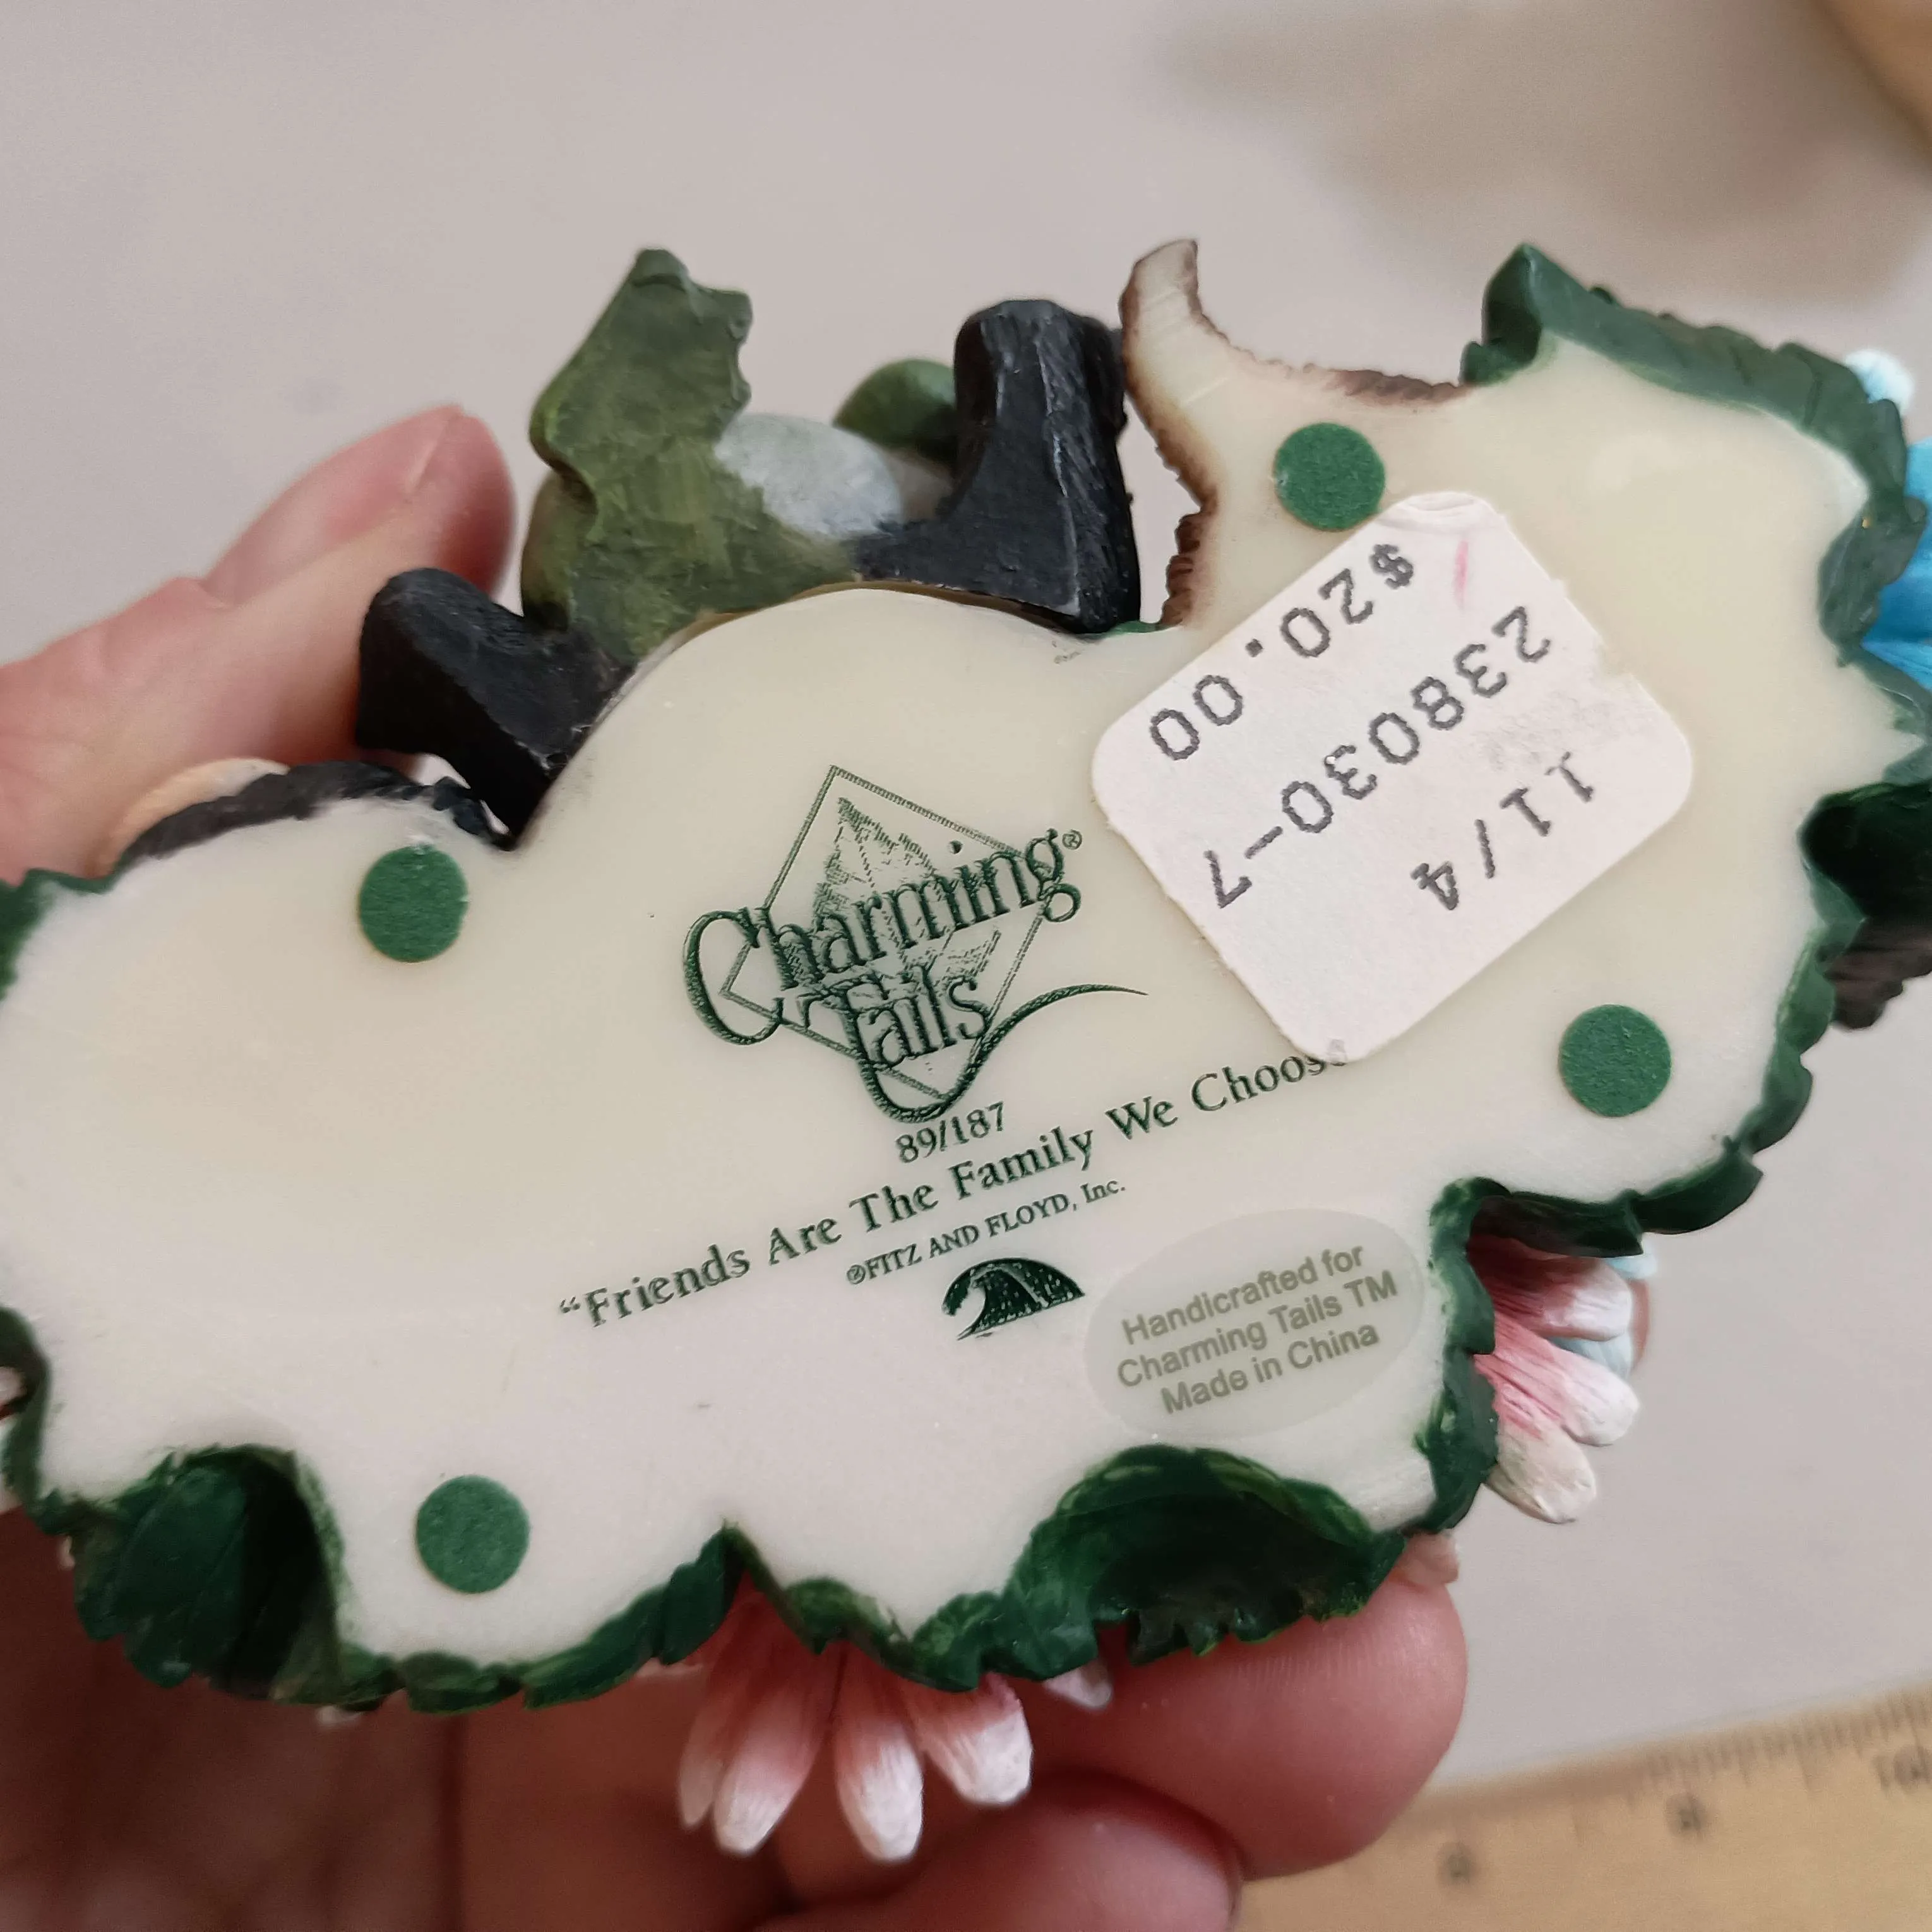 Charming®
Tails
89/187
“Friends Are The Family We Choose
®FITZ AND FLOYD, Inc.
Handicrafted for
Charming Tails TM
Made in China
11/4
238030-7
$20.00